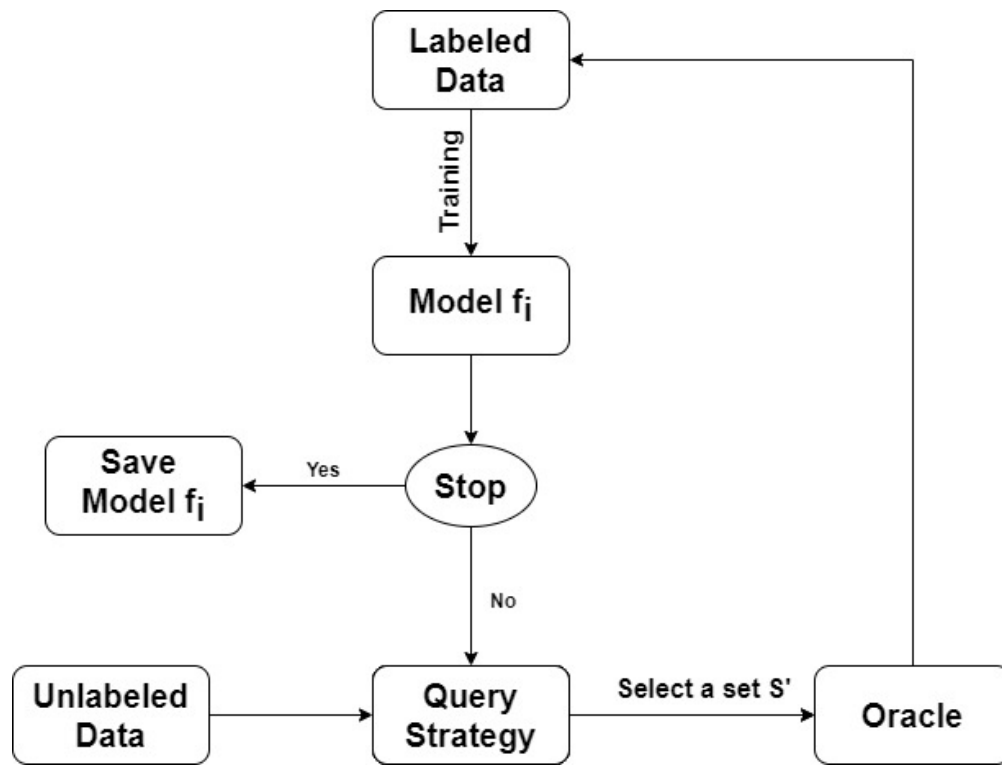 Labeled
Data
Training
Model fi
Save
Model fi
Yes
Stop
No
Unlabeled
Data
Query
Strategy
Select a set S'
Oracle